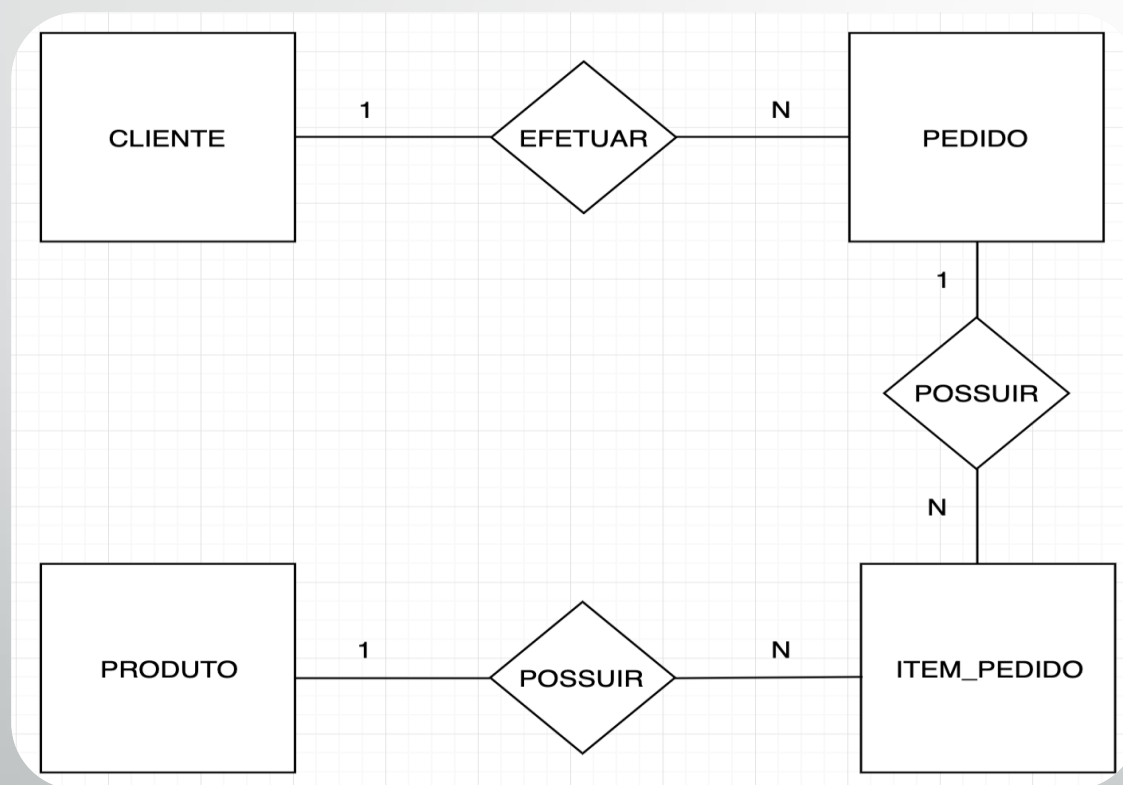 CLIENTE
1
EFETUAR
N
PEDIDO
1
POSSUIR
N
PRODUTO
1
POSSUIR
N
ITEM_PEDIDO